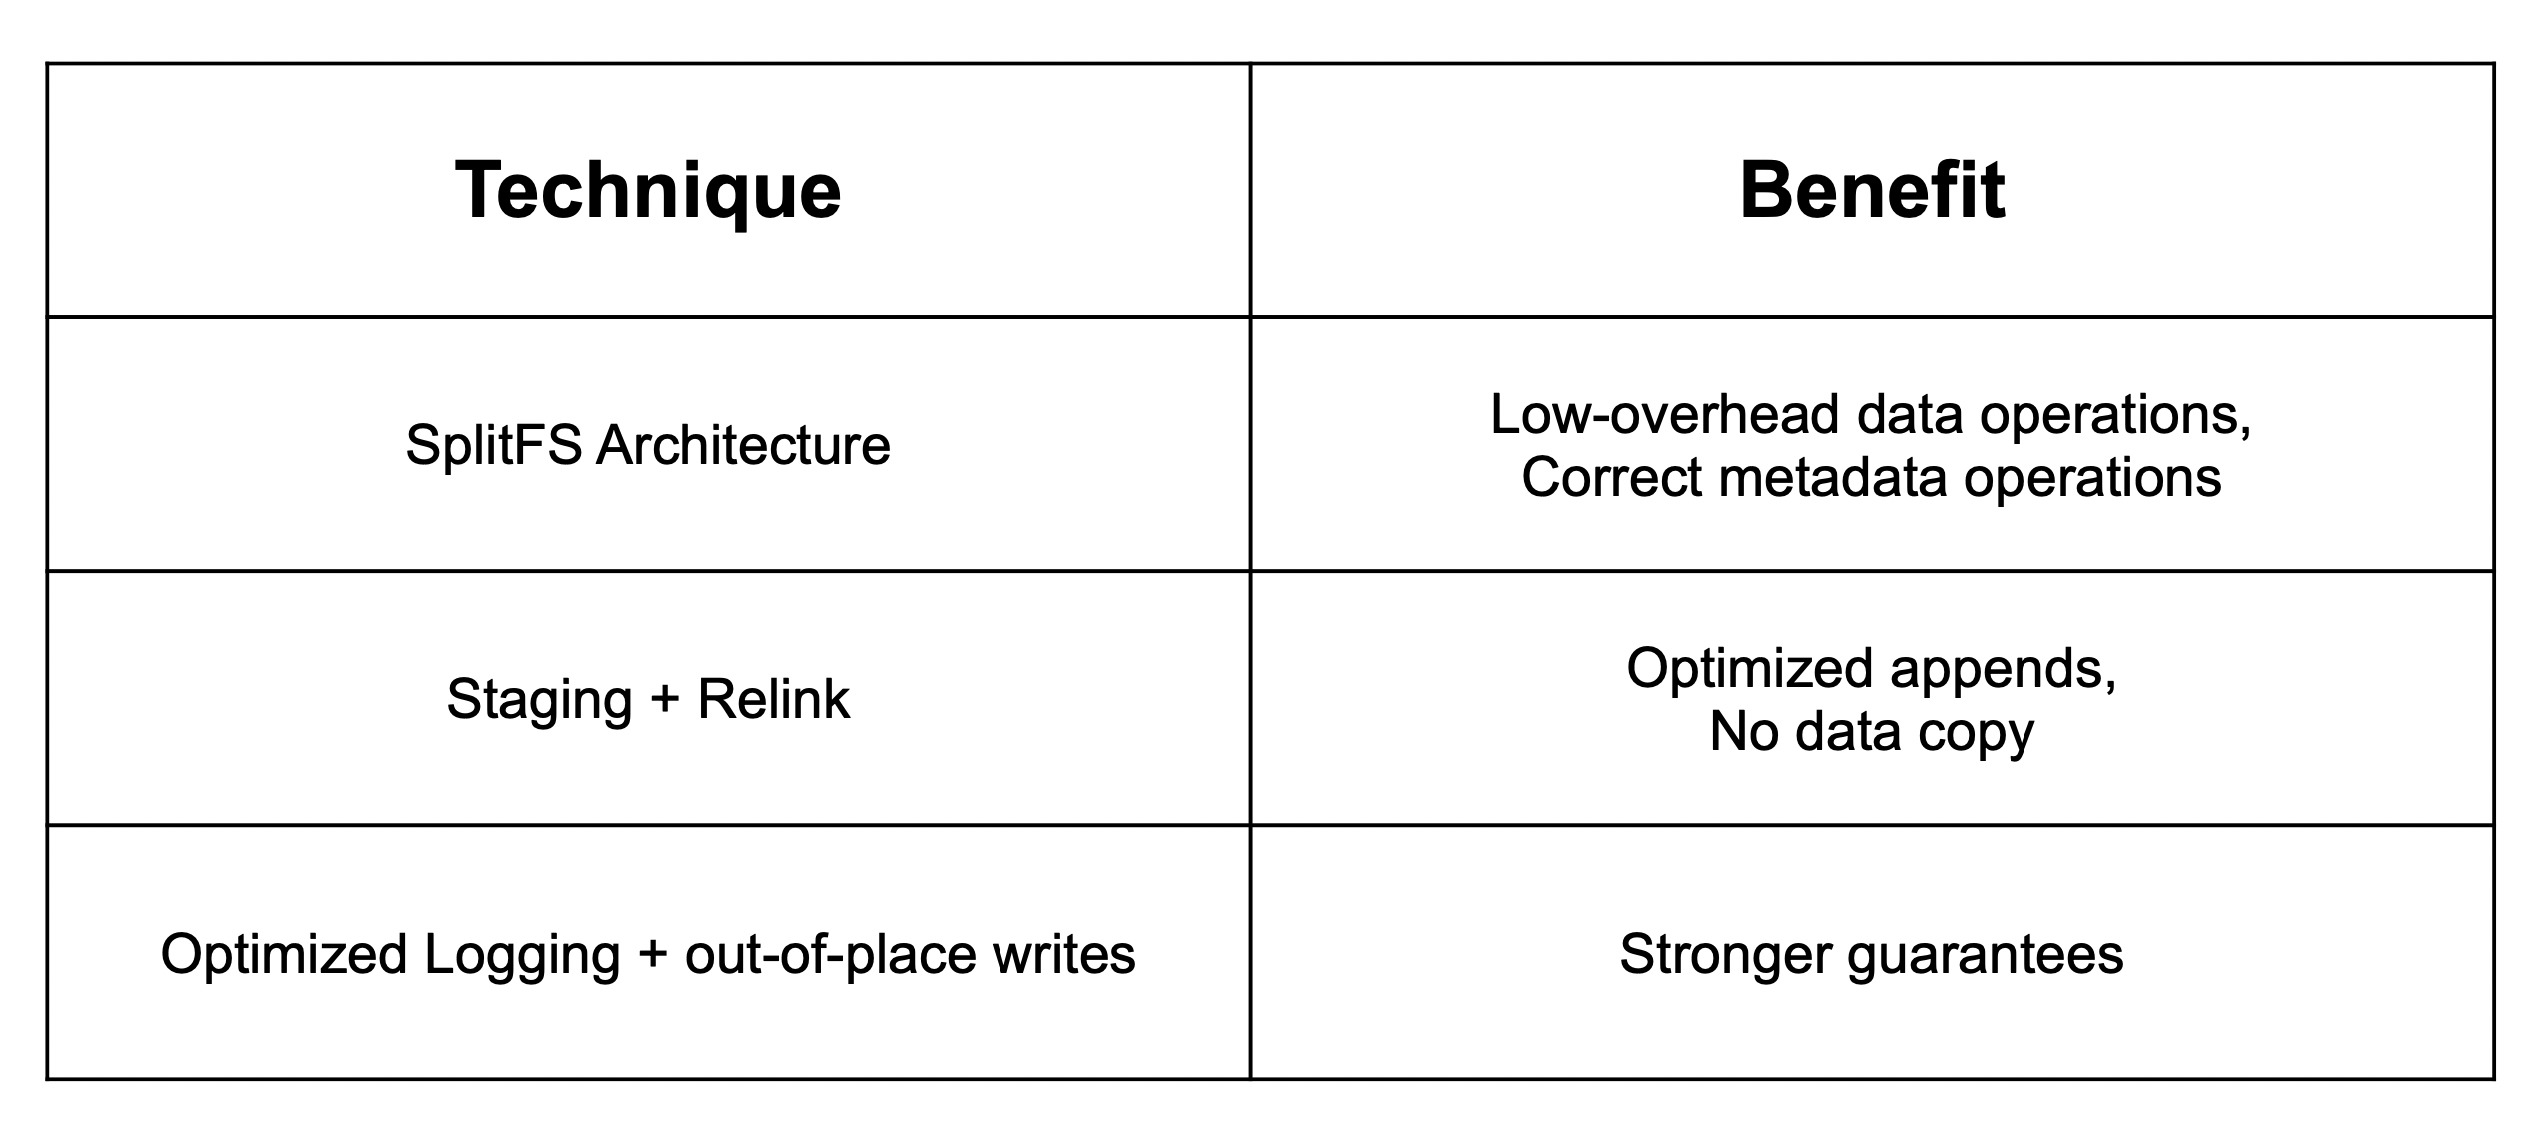 Technique
Benefit
SplitFS Architecture
Low-overhead data operations,
Correct metadata operations
Staging + Relink
Optimized appends,
No data copy
Optimized Logging + out-of-place writes
Stronger guarantees